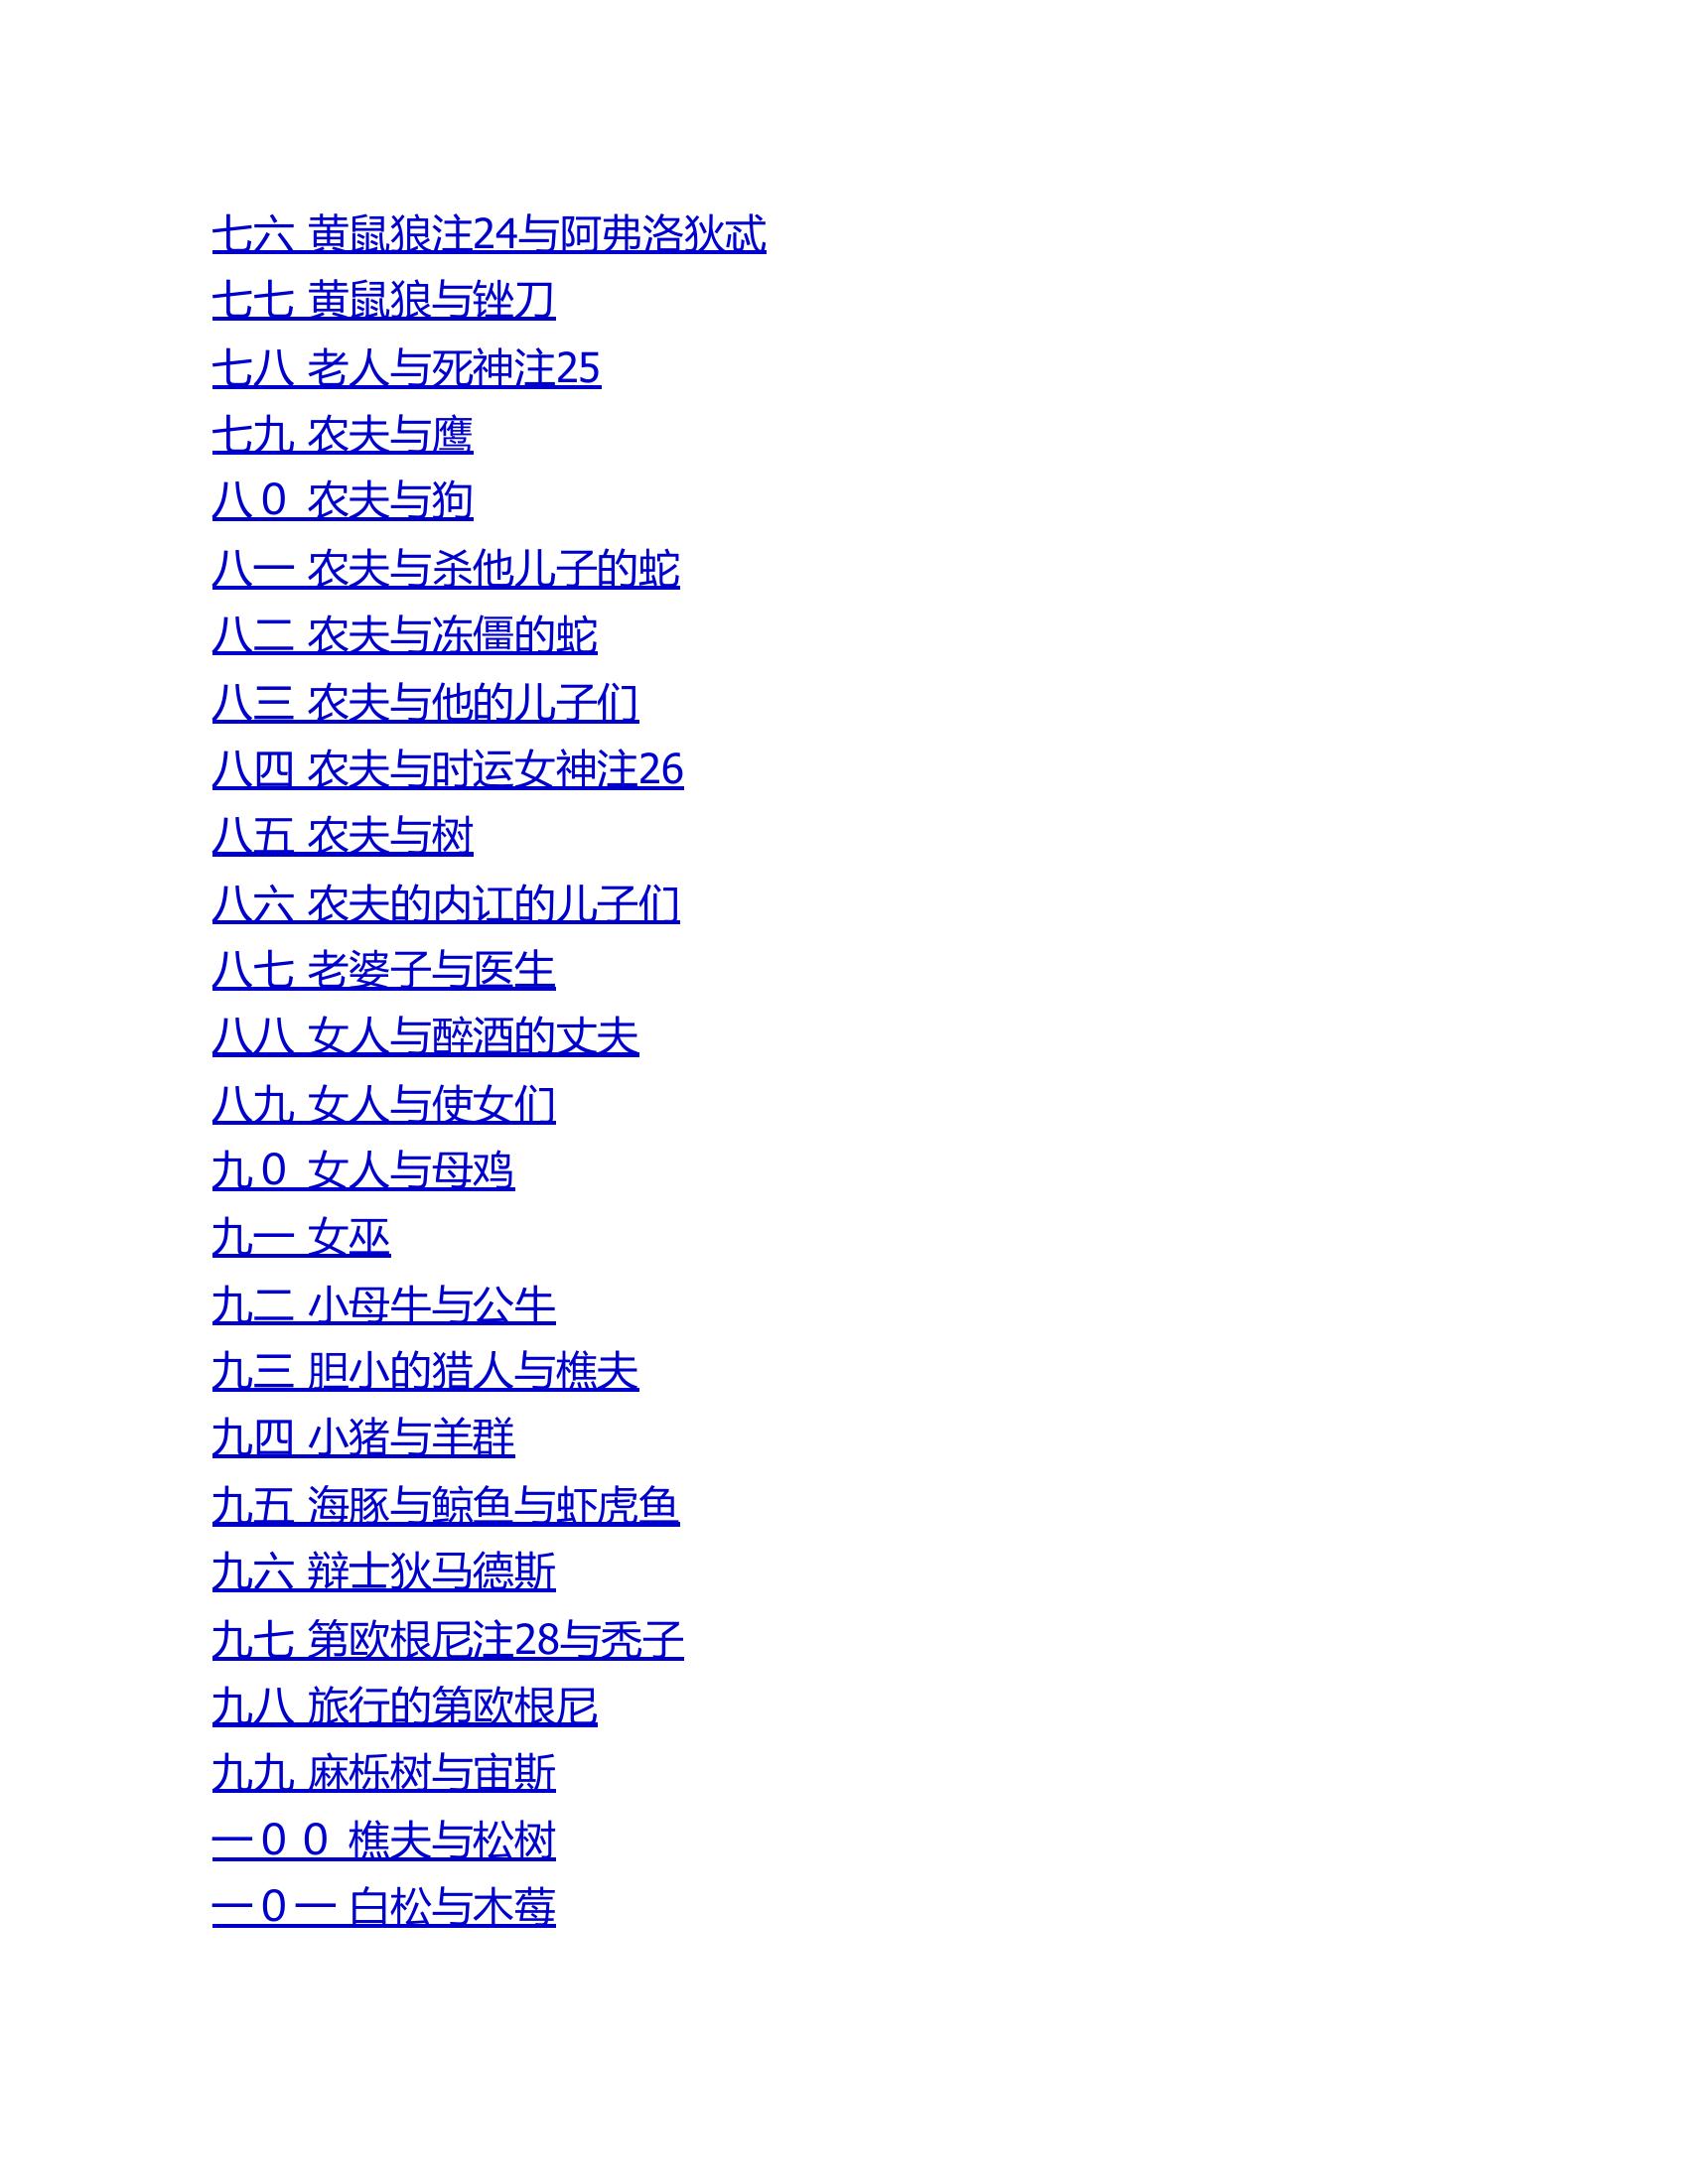 七六 黄鼠狼注24与阿弗洛狄忒
七七 黄鼠狼与锉刀
七八 老人与死神注25
七九 农夫与鹰
八０ 农夫与狗
八一 农夫与杀他儿子的蛇
八二 农夫与冻僵的蛇
八三 农夫与他的儿子们
八四 农夫与时运女神注26
八五 农夫与树
八六 农夫的内讧的儿子们
八七 老婆子与医生
八八 女人与醉酒的丈夫
八九 女人与使女们
九０ 女人与母鸡
九一 女巫
九二 小母牛与公牛
九三 胆小的猎人与樵夫
九四 小猪与羊群
九五 海豚与鲸鱼与虾虎鱼
九六 辩士狄马德斯
九七 第欧根尼注28与秃子
九八 旅行的第欧根尼
九九 麻栎树与宙斯
一００ 樵夫与松树
一０一 白松与木莓